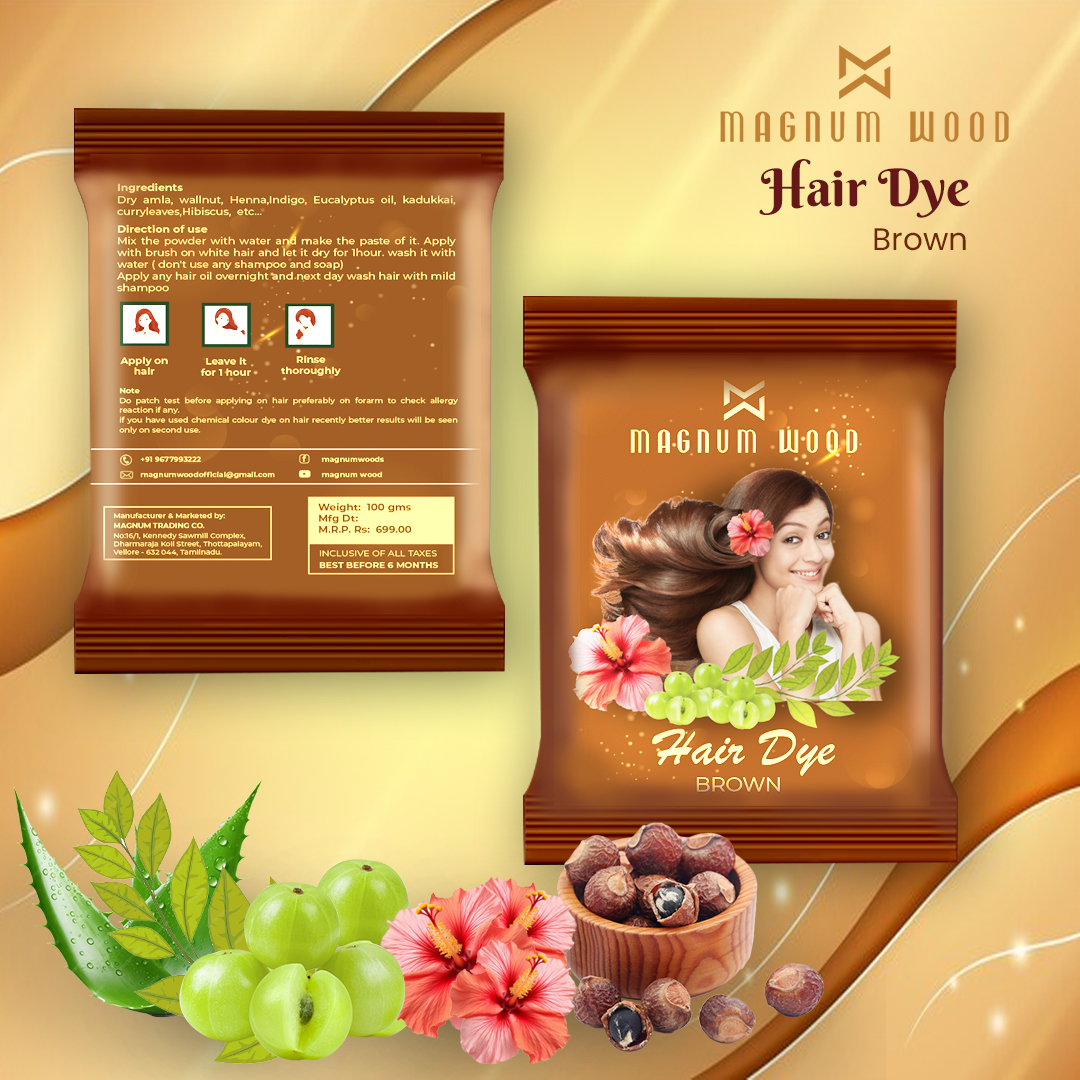 MAGNUM WOOD
Hair Dye
Brown
Ingredients
Dry amla, wallnut, Henna,Indigo, Eucalyptus oil, kadukkai,
curryleaves,Hibiscus, etc...
Direction of use
Mix the powder with water and make the paste of it. Apply
with brush on white hair and let it dry for 1hour. wash it with
water ( don't use any shampoo and soap)
Apply any hair oil overnight and next day wash hair with mild
shampoo
Apply on
hair
Leave it
for 1 hour
Rinse
thoroughly
Note
Do patch test before applying on hair preferably on forarm to check allergy
reaction if any.
if you have used chemical colour dye on hair recently better results will be seen
only on second use.
+91 9677993222
magnumwoods
magnumwoodofficial@gmail.com
magnum wood
Manufacturer & Marketed by:
MAGNUM TRADING CO.
No:16/1, Kennedy Sawmill Complex,
Dharmaraja Koil Street, Thottapalayam,
Vellore - 632 044, Tamilnadu.
Weight: 100 gms
Mfg Dt:
M.R.P. Rs: 699.00
INCLUSIVE OF ALL TAXES
BEST BEFORE 6 MONTHS
MAGNUM WOOD
Hair Dye
BROWN